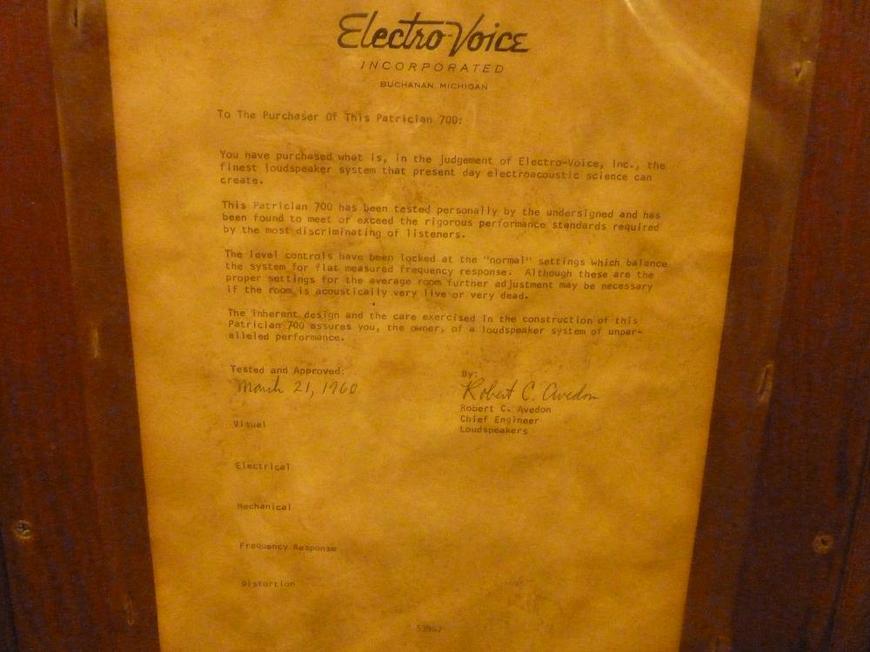 Electro-Voice
INCORPORATED
BUCHANAN, MICHIGAN
To The Purchaser Of This Patrician 700:
You have purchased what is, in the judgement of Electro-Voice, Inc., the
finest loudspeaker system that present day electroacoustic science can
create.
This Patrician 700 has been tested personally by the undersigned and has
been found to meet or exceed the rigorous performance standards required
by the most discriminating of listeners.
The level controls have been locked at the "normal" settings which balance
the system for flat measured frequency response. Although these are the
proper settings for the average room further adjustment may be necessary
if the room is acoustically very live or very dead.
The inherent design and the care exercised in the construction of this
Patrician 700 assures you, the owner, of a loudspeaker system of unpar-
alleled performance.
Tested and Approved: By:
March 21, 1960 Robert C. Avedon
Robert C. Avedon
Chief Engineer
Visual Loudspeakers
Electrical
Mechanical
Frequency Response
Distortion